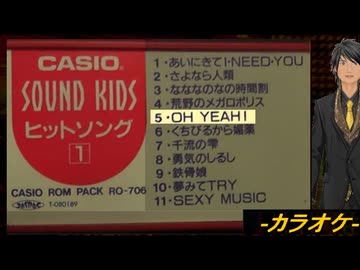 CASIO
SOUND KIDS
ヒットソング
1
CASIO ROM PACK RO-706
T-080189
1・あいにきてI・NEED・YOU
2・さよなら人類
3・なななのなの時間割
4・荒野のメガロポリス
5・OH YEAH!
6・くちびるから媚薬
7・千流の雫
8・勇気のしるし
9・鉄骨娘
10・夢みてTRY
11・SEXY MUSIC
-カラオケ-